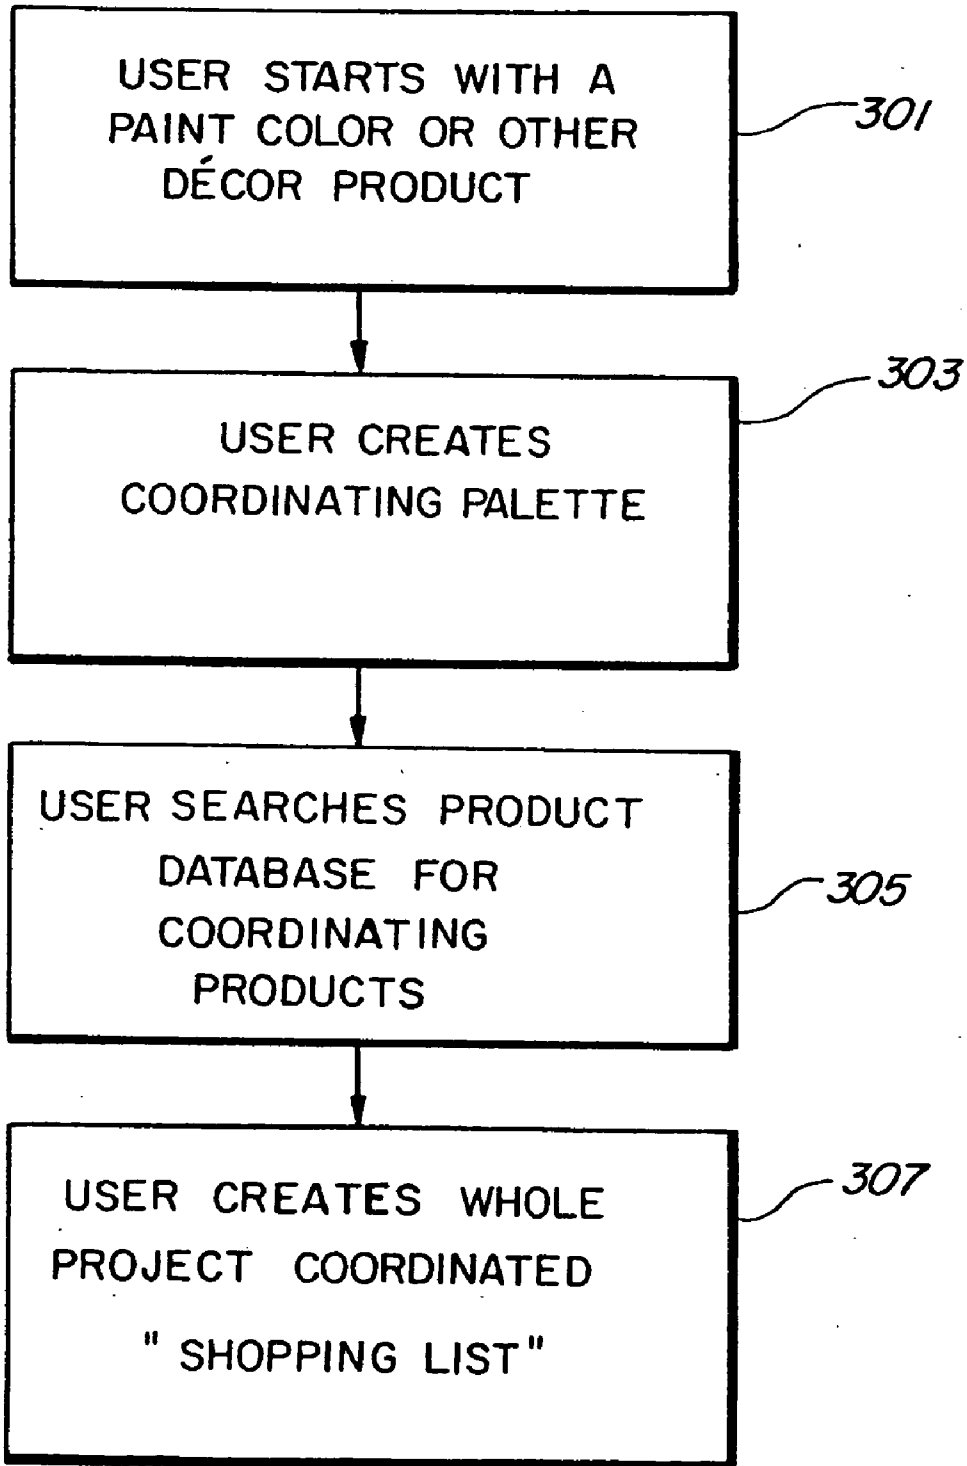 USER STARTS WITH A
PAINT COLOR OR OTHER
DÉCOR PRODUCT
301
USER CREATES
COORDINATING PALETTE
303
USER SEARCHES PRODUCT
DATABASE FOR
COORDINATING
PRODUCTS
305
USER CREATES WHOLE
PROJECT COORDINATED
"SHOPPING LIST"
307